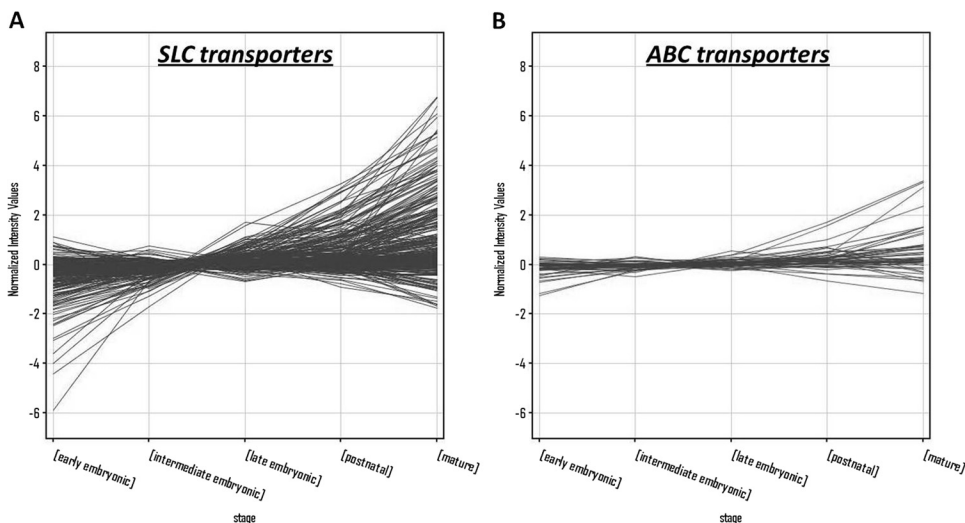 A
SLC transporters
Normalized Intensity Values
8
6
4
2
0
-2
-4
-6
[early embryonic]
[intermediate embryonic]
[late embryonic]
[postnatal]
[mature]
stage
B
ABC transporters
Normalized Intensity Values
8
6
4
2
0
-2
-4
-6
[early embryonic]
[intermediate embryonic]
[late embryonic]
[postnatal]
[mature]
stage